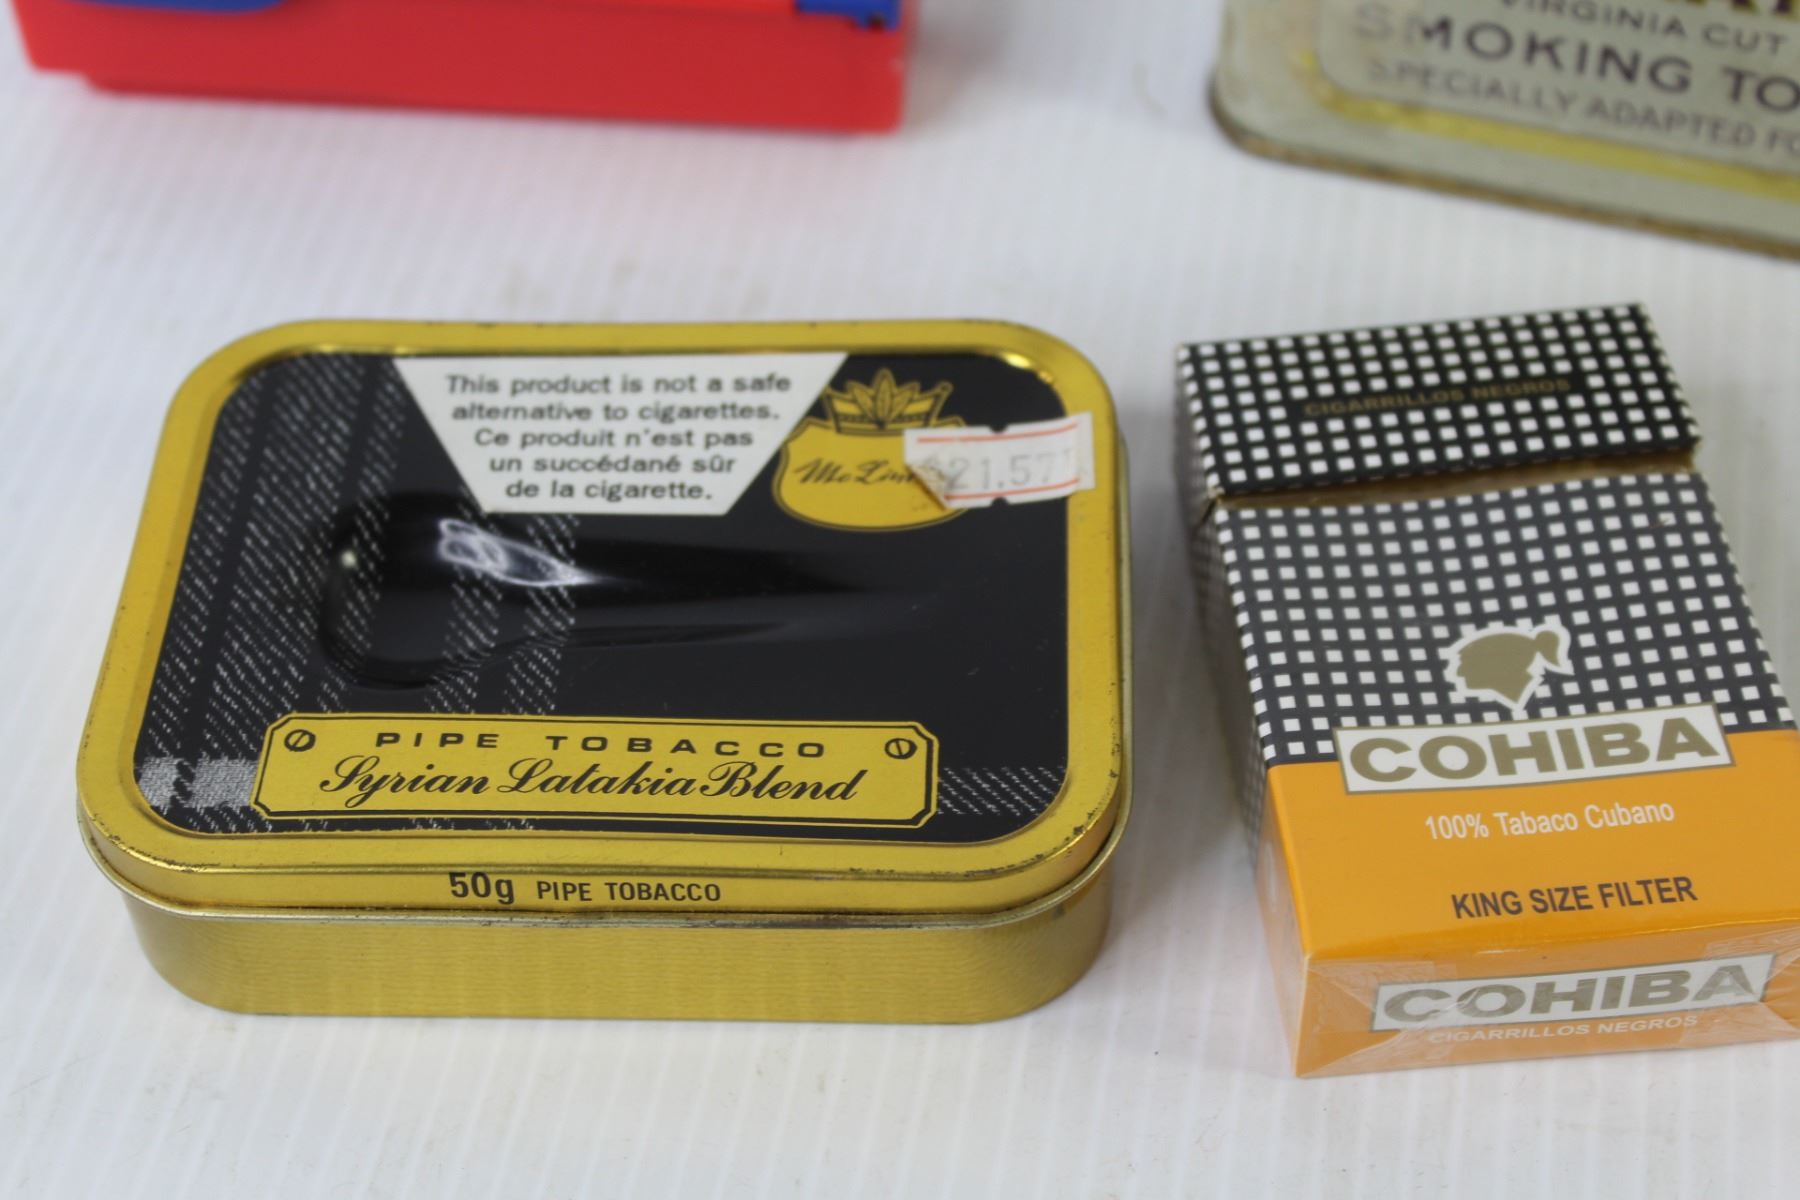 VIRGINIA CUT
SMOKING TO
SPECIALLY ADAPTED FO
This product is not a safe
alternative to cigarettes.
Ce produit n'est pas
un succédané sûr
de la cigarette.
$21.57
PIPE TOBACCO
Syrian Latakia Blend
50g PIPE TOBACCO
CIGARRILLOS NEGROS
COHIBA
100% Tabaco Cubano
KING SIZE FILTER
COHIBA
CIGARRILLOS NEGROS